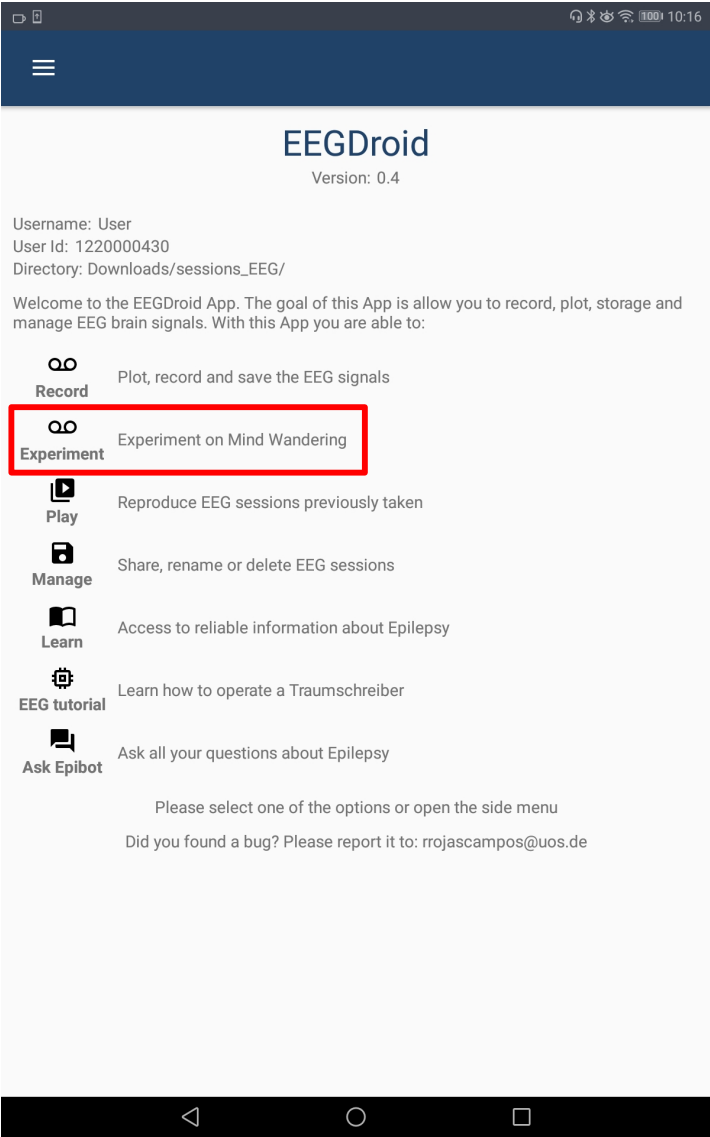 100 10:16
EEGDroid
Version: 0.4
Username: User
User Id: 1220000430
Directory: Downloads/sessions_EEG/
Welcome to the EEGDroid App. The goal of this App is allow you to record, plot, storage and
manage EEG brain signals. With this App you are able to:
Record
Plot, record and save the EEG signals
Experiment
Experiment on Mind Wandering
Play
Reproduce EEG sessions previously taken
Manage
Share, rename or delete EEG sessions
Learn
Access to reliable information about Epilepsy
EEG tutorial
Learn how to operate a Traumschreiber
Ask Epibot
Ask all your questions about Epilepsy
Please select one of the options or open the side menu
Did you found a bug? Please report it to: rrojascampos@uos.de